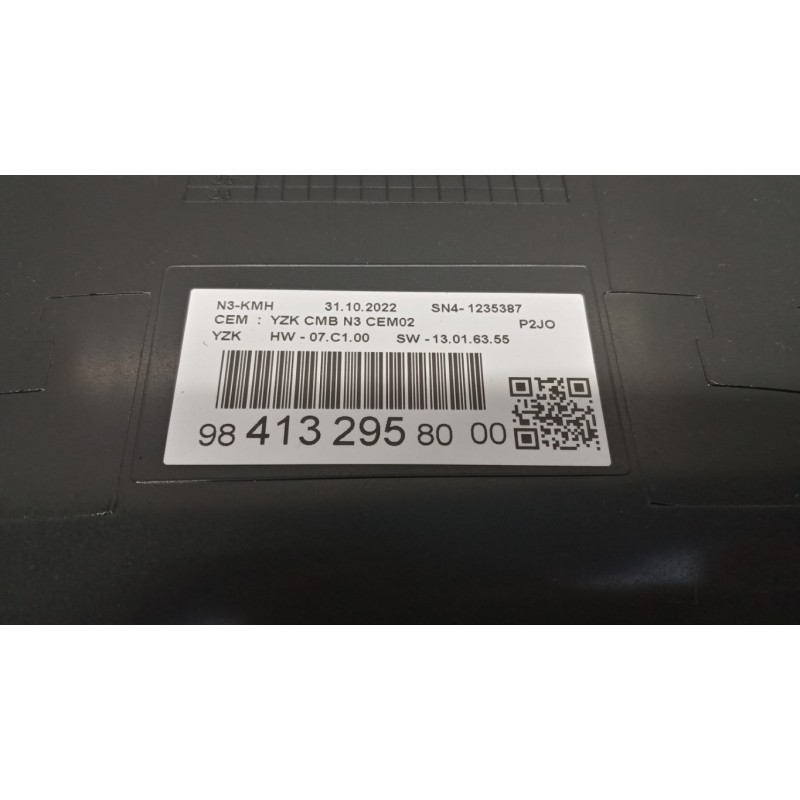 N3-KMH 31.10.2022 SN4- 1235387
CEM : YZK CMB N3 CEM02 P2JO
YZK HW - 07.C1.00 SW - 13.01.63.55
98 413 295 80 00